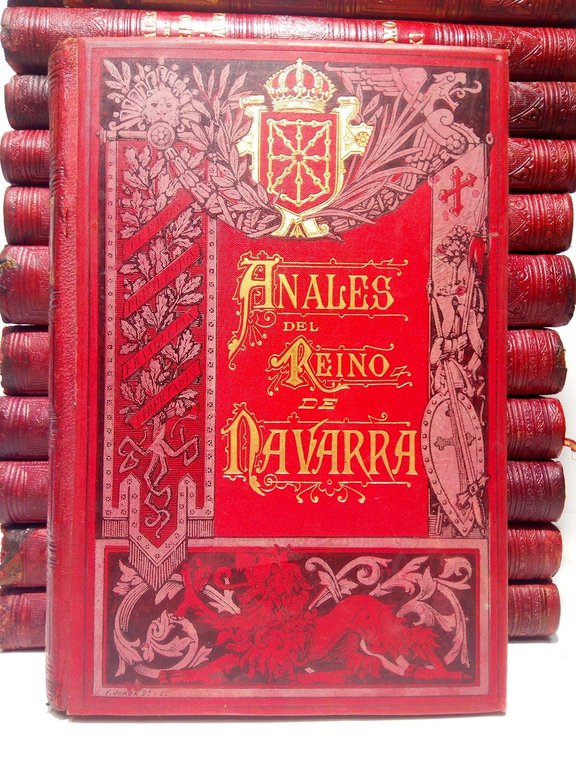 ANALES
DEL
REINO
DE
NAVARRA